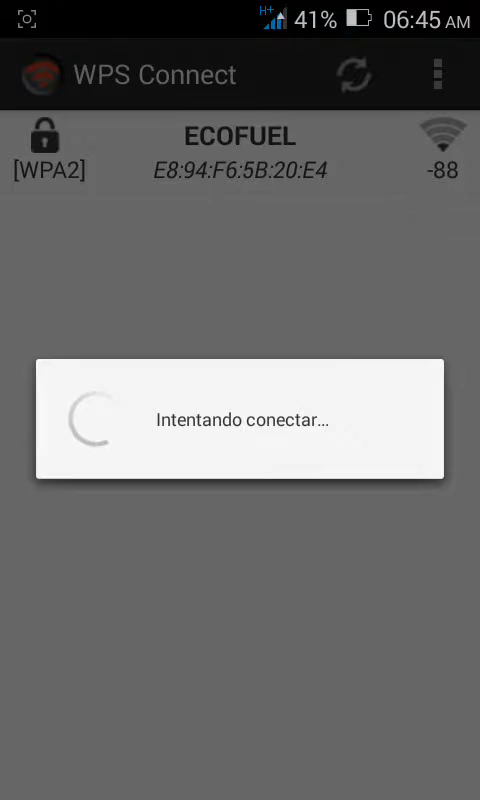 H+ 41% 06:45 AM
WPS Connect
ECOFUEL
[WPA2] E8:94:F6:5B:20:E4 -88
Intentando conectar...